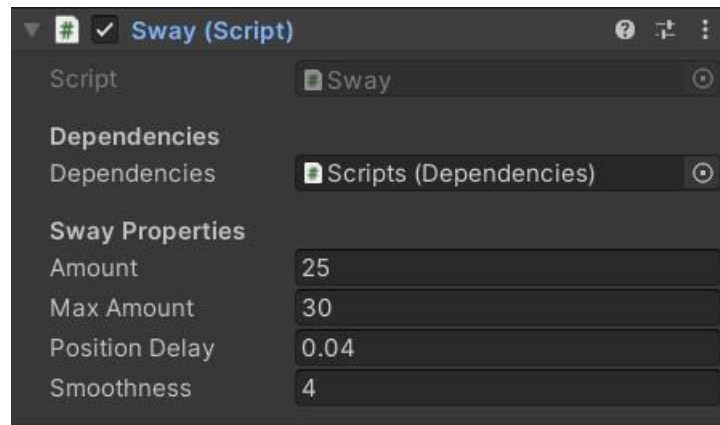 Sway (Script)
Script Sway
Dependencies
Dependencies Scripts (Dependencies)
Sway Properties
Amount 25
Max Amount 30
Position Delay 0.04
Smoothness 4